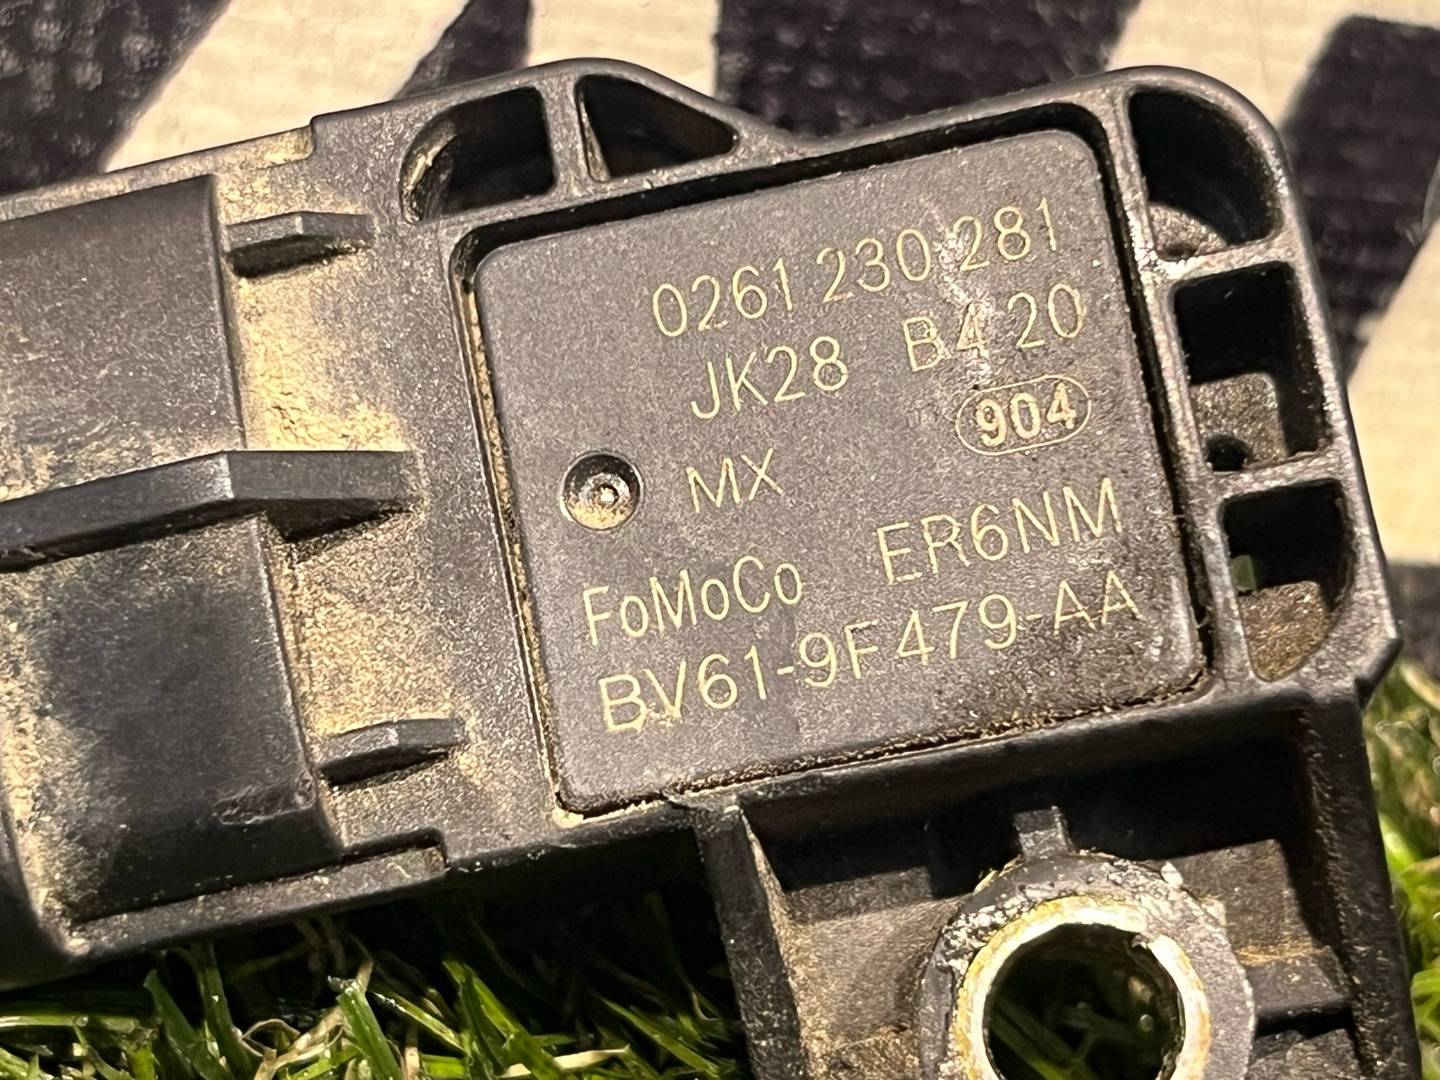 0261 230 281
JK28 B4 20
904
MX
FoMoCo ER6NM
BV61-9F479-AA